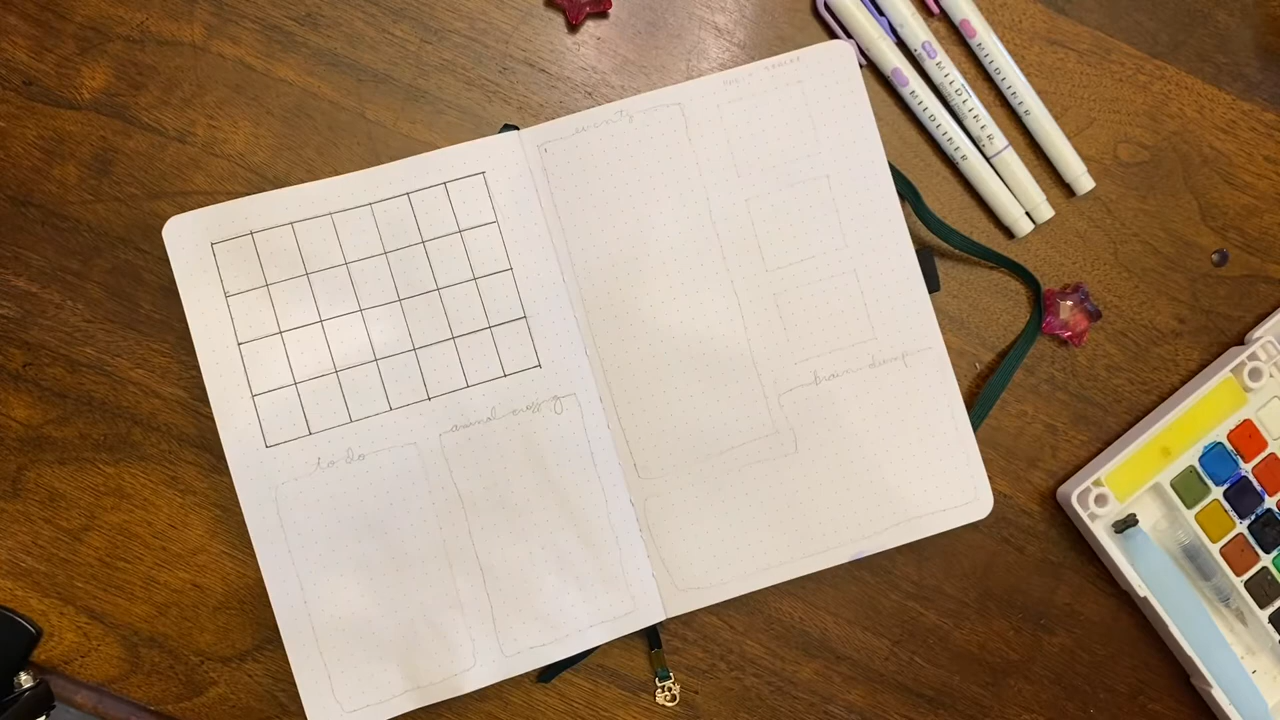 to do
animal crossing
events
brain dump
MILDLINER
MILDLINER
MILDLINER